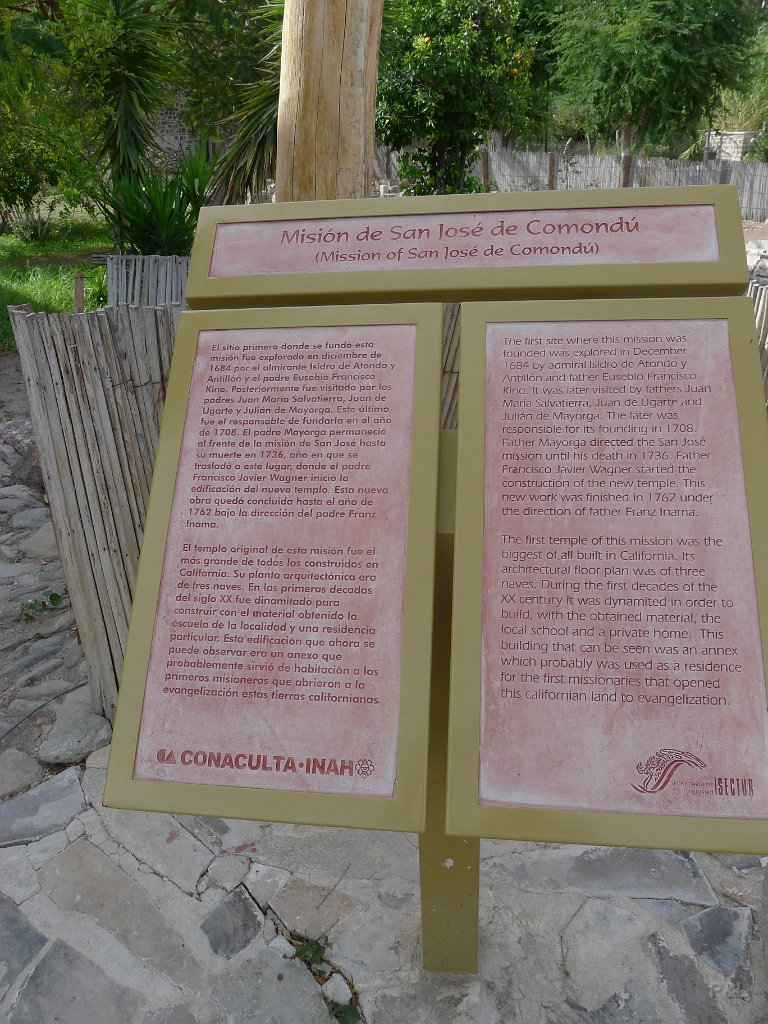 Misión de San José de Comondú
(Mission of San José de Comondú)
El sitio primero donde se fundó esta
misión fue explorado en diciembre de
1684 por el almirante Isidro de Atondo y
Antillón y el padre Eusebio Francisco
Kino. Posteriormente fue visitado por los
padres Juan María Salvatierra, Juan de
Ugarte y Julián de Mayorga. Este último
fue el responsable de fundarla en el año
de 1708. El padre Mayorga permaneció
al frente de la misión de San José hasta
su muerte en 1736, año en que se
trasladó a este lugar, donde el padre
Francisco Javier Wagner inició la
edificación del nuevo templo. Esta nueva
obra quedó concluida hasta el año de
1762 bajo la dirección del padre Franz
Inama.
El templo original de esta misión fue el
más grande de todos los construidos en
California. Su planta arquitectónica era
de tres naves. En las primeras décadas
del siglo XX fue dinamitado para
construir con el material obtenido la
escuela de la localidad y una residencia
particular. Esta edificación que ahora se
puede observar era un anexo que
probablemente sirvió de habitación a los
primeros misioneros que abrieron a la
evangelización estas tierras californianas.
CONACULTA·INAH
The first site where this mission was
founded was explored in December
1684 by admiral Isidro de Atondo y
Antillón and father Eusebio Francisco
Kino. It was later visited by fathers Juan
María Salvatierra, Juan de Ugarte and
Julián de Mayorga. The later was
responsible for its founding in 1708.
Father Mayorga directed the San José
mission until his death in 1736. Father
Francisco Javier Wagner started the
construction of the new temple. This
new work was finished in 1762 under
the direction of father Franz Inama.
The first temple of this mission was the
biggest of all built in California. Its
architectural floor plan was of three
naves. During the first decades of the
XX century it was dynamited in order to
build, with the obtained material, the
local school and a private home. This
building that can be seen was an annex
which probably was used as a residence
for the first missionaries that opened
this californian land to evangelization.
SECRETARIA DE
TURISMO